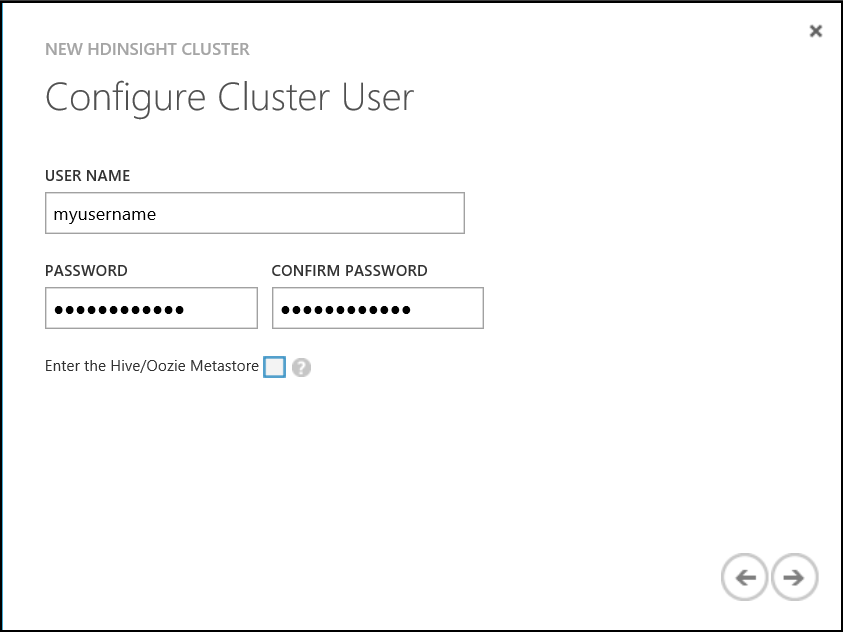 NEW HDINSIGHT CLUSTER
Configure Cluster User
USER NAME
myusername
PASSWORD CONFIRM PASSWORD
●●●●●●●●●●●● ●●●●●●●●●●●●
Enter the Hive/Oozie Metastore ?